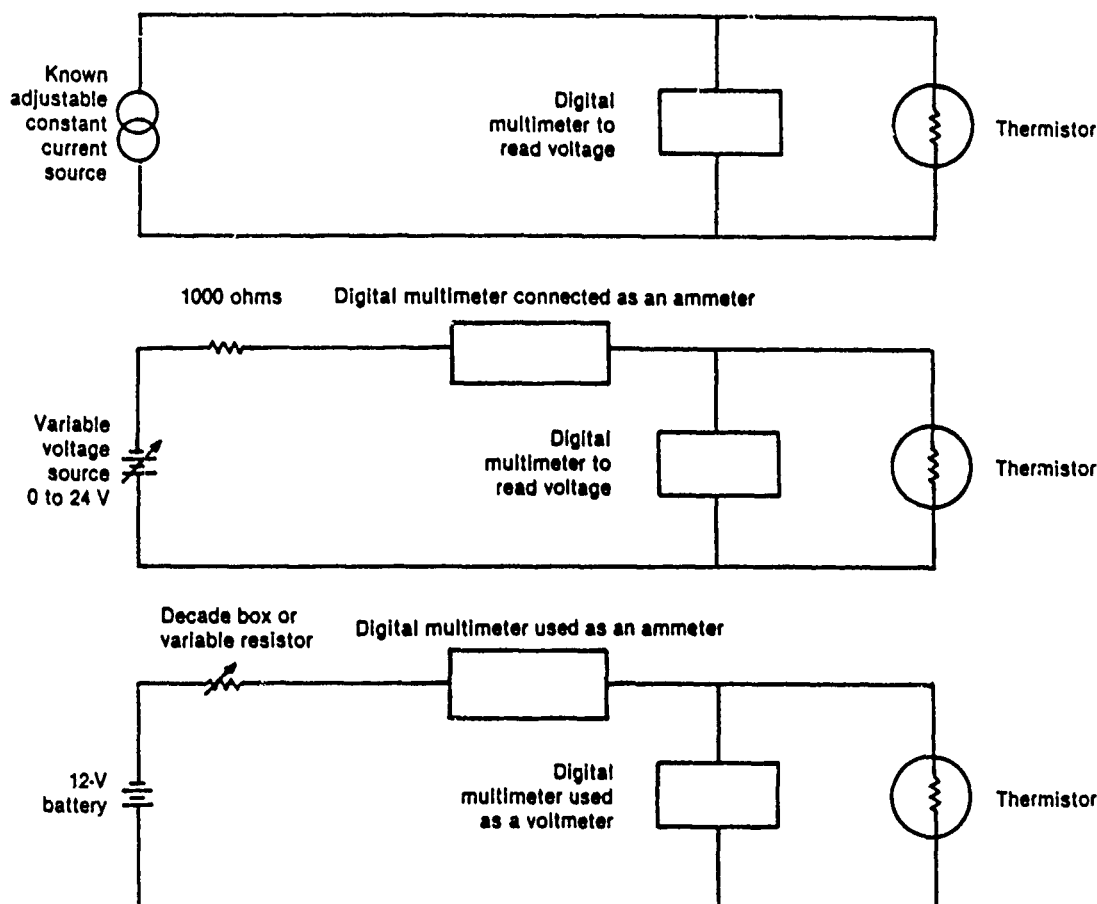 Known
adjustable
constant
current
source
Digital
multimeter to
read voltage
Thermistor
1000 ohms
Digital multimeter connected as an ammeter
Variable
voltage
source
0 to 24 V
Digital
multimeter to
read voltage
Thermistor
Decade box or
variable resistor
Digital multimeter used as an ammeter
12-V
battery
Digital
multimeter used
as a voltmeter
Thermistor